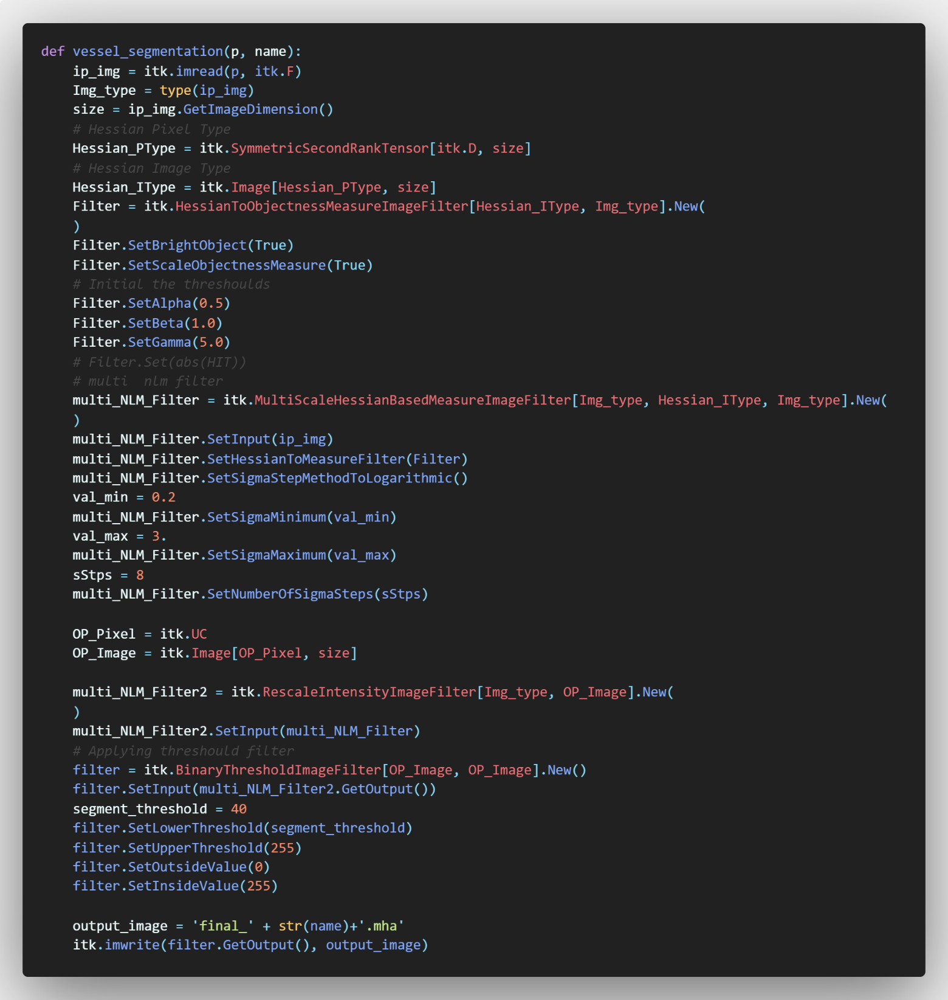 def vessel_segmentation(p, name):
    ip_img = itk.imread(p, itk.F)
    Img_type = type(ip_img)
    size = ip_img.GetImageDimension()
    # Hessian Pixel Type
    Hessian_PType = itk.SymmetricSecondRankTensor[itk.D, size]
    # Hessian Image Type
    Hessian_IType = itk.Image[Hessian_PType, size]
    Filter = itk.HessianToObjectnessMeasureImageFilter[Hessian_IType, Img_type].New(
    )
    Filter.SetBrightObject(True)
    Filter.SetScaleObjectnessMeasure(True)
    # Initial the threshoulds
    Filter.SetAlpha(0.5)
    Filter.SetBeta(1.0)
    Filter.SetGamma(5.0)
    # Filter.Set(abs(HIT))
    # multi  nlm filter
    multi_NLM_Filter = itk.MultiScaleHessianBasedMeasureImageFilter[Img_type, Hessian_IType, Img_type].New(
    )
    multi_NLM_Filter.SetInput(ip_img)
    multi_NLM_Filter.SetHessianToMeasureFilter(Filter)
    multi_NLM_Filter.SetSigmaStepMethodToLogarithmic()
    val_min = 0.2
    multi_NLM_Filter.SetSigmaMinimum(val_min)
    val_max = 3.
    multi_NLM_Filter.SetSigmaMaximum(val_max)
    sStps = 8
    multi_NLM_Filter.SetNumberOfSigmaSteps(sStps)

    OP_Pixel = itk.UC
    OP_Image = itk.Image[OP_Pixel, size]

    multi_NLM_Filter2 = itk.RescaleIntensityImageFilter[Img_type, OP_Image].New(
    )
    multi_NLM_Filter2.SetInput(multi_NLM_Filter)
    # Applying threshould filter
    filter = itk.BinaryThresholdImageFilter[OP_Image, OP_Image].New()
    filter.SetInput(multi_NLM_Filter2.GetOutput())
    segment_threshold = 40
    filter.SetLowerThreshold(segment_threshold)
    filter.SetUpperThreshold(255)
    filter.SetOutsideValue(0)
    filter.SetInsideValue(255)

    output_image = 'final_' + str(name)+'.mha'
    itk.imwrite(filter.GetOutput(), output_image)